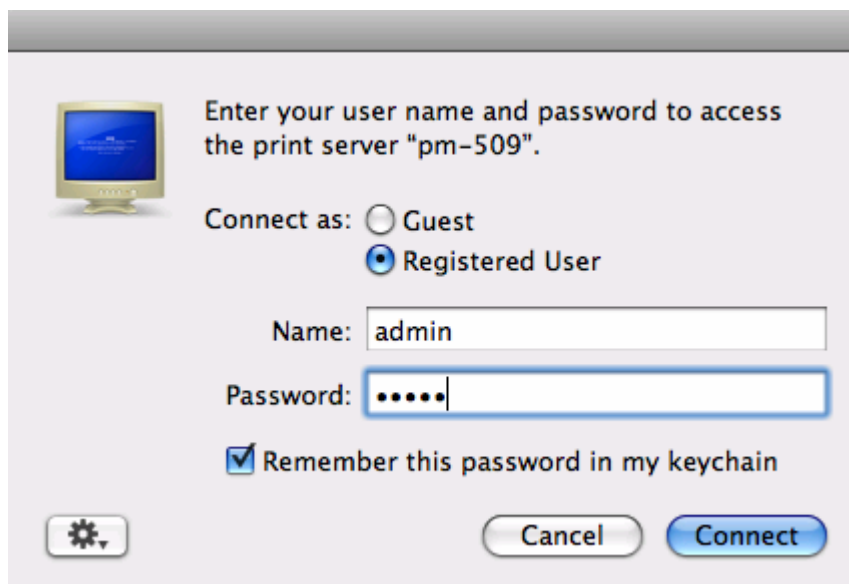 Enter your user name and password to access
the print server "pm-509".
Connect as: Guest
Registered User
Name: admin
Password: •••••
Remember this password in my keychain
Cancel Connect